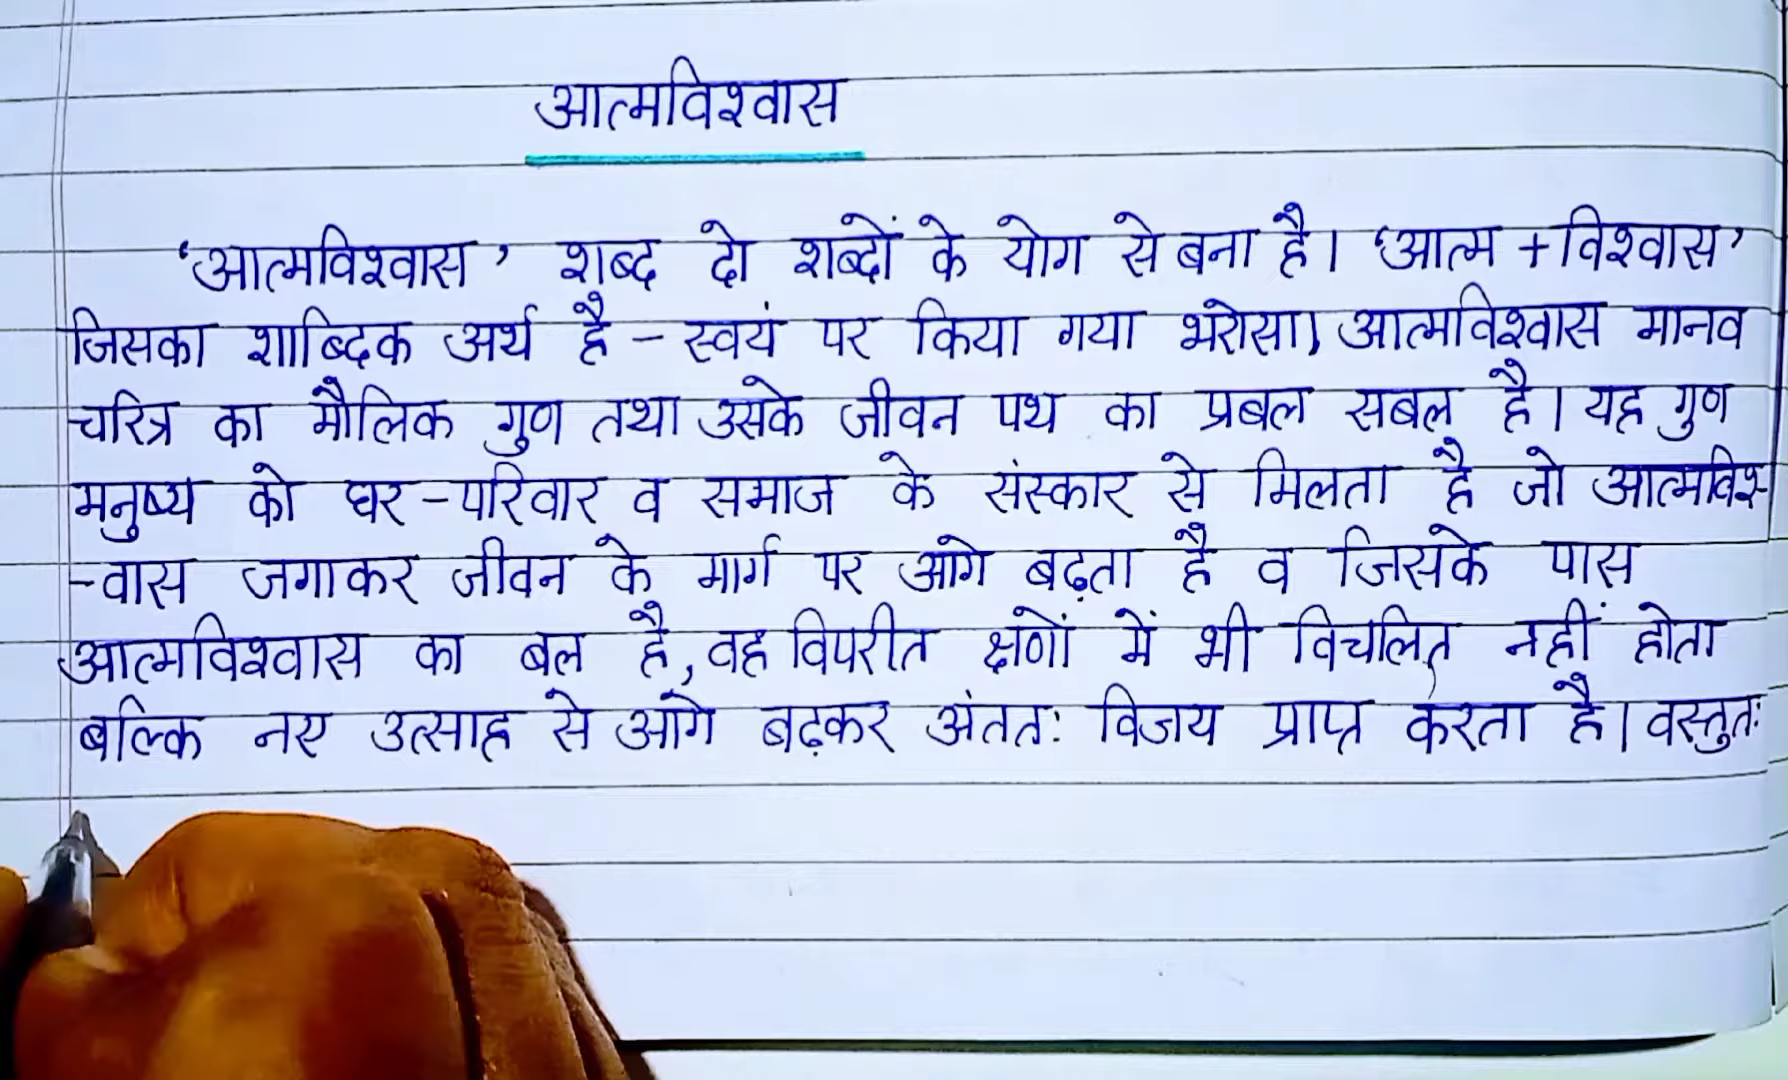 आत्मविश्वास
'आत्मविश्वास' शब्द दो शब्दों के योग से बना है। 'आत्म + विश्वास'
जिसका शाब्दिक अर्थ है - स्वयं पर किया गया भरोसा, आत्मविश्वास मानव
चरित्र का मौलिक गुण तथा उसके जीवन पथ का प्रबल सबल है। यह गुण
मनुष्य को घर-परिवार व समाज के संस्कार से मिलता है जो आत्मविश्
-वास जगाकर जीवन के मार्ग पर आगे बढ़ता है व जिसके पास
आत्मविश्वास का बल है, वह विपरीत क्षणों में भी विचलित नहीं होता
बल्कि नए उत्साह से आगे बढ़कर अंततः विजय प्राप्त करता है। वस्तुतः